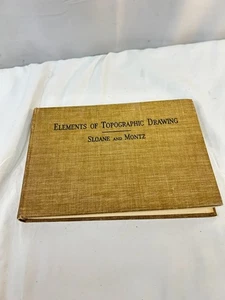 Elements of Topographic Drawing
Sloane and Montz